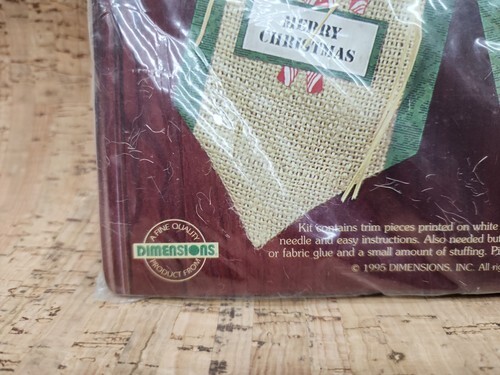 MERRY
CHRISTMAS
Kit contains trim pieces printed on white
needle and easy instructions. Also needed but
or fabric glue and a small amount of stuffing.
© 1995 DIMENSIONS, INC. All
A FINE QUALITY
DIMENSIONS
PRODUCT FROM